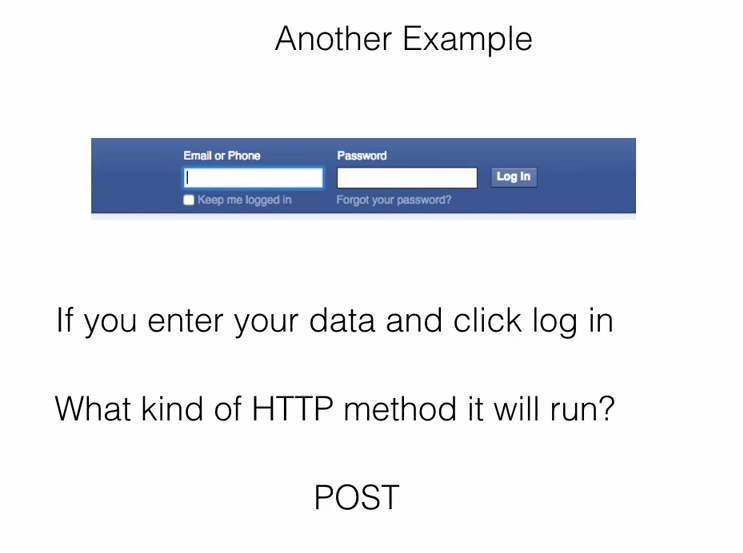 Another Example
Email or Phone
Password
Log In
Keep me logged in
Forgot your password?
If you enter your data and click log in
What kind of HTTP method it will run?
POST